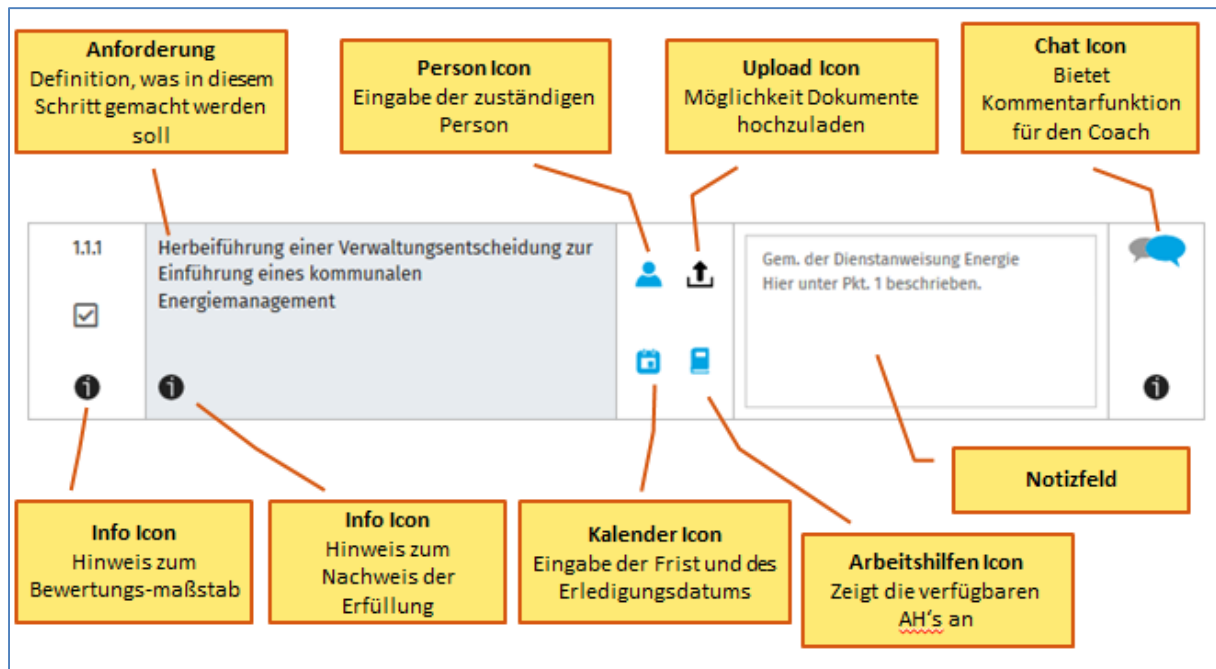 Anforderung
Definition, was in diesem
Schritt gemacht werden
soll
Person Icon
Eingabe der zuständigen
Person
Upload Icon
Möglichkeit Dokumente
hochzuladen
Chat Icon
Bietet
Kommentarfunktion
für den Coach
1.1.1
Herbeiführung einer Verwaltungsentscheidung zur
Einführung eines kommunalen
Energiemanagement
Gem. der Dienstanweisung Energie
Hier unter Pkt. 1 beschrieben.
Notizfeld
Info Icon
Hinweis zum
Bewertungs-maßstab
Info Icon
Hinweis zum
Nachweis der
Erfüllung
Kalender Icon
Eingabe der Frist und des
Erledigungsdatums
Arbeitshilfen Icon
Zeigt die verfügbaren
AH‘s an